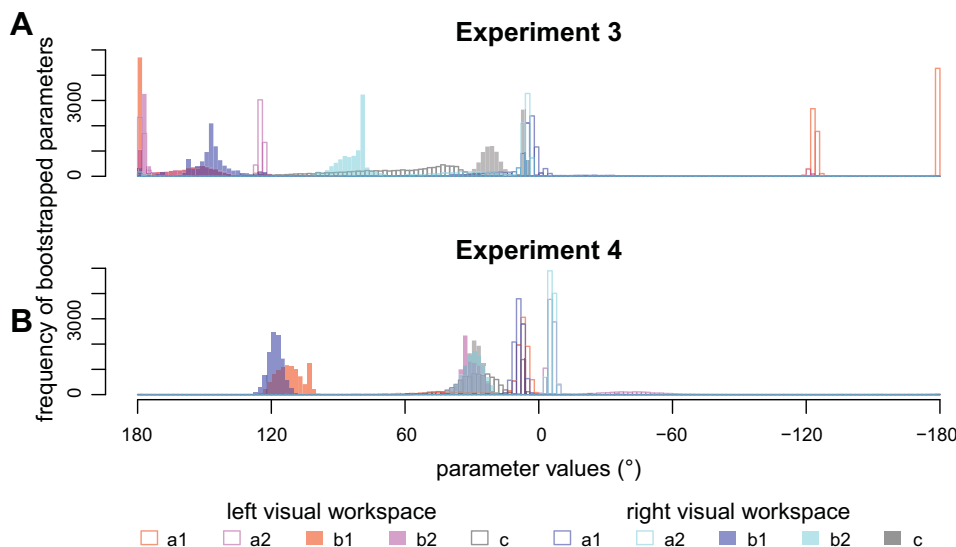 A
Experiment 3
frequency of bootstrapped parameters
3000
0
Experiment 4
B
3000
0
180 120 60 0 −60 −120 −180
parameter values (°)
left visual workspace right visual workspace
a1 a2 b1 b2 c a1 a2 b1 b2 c